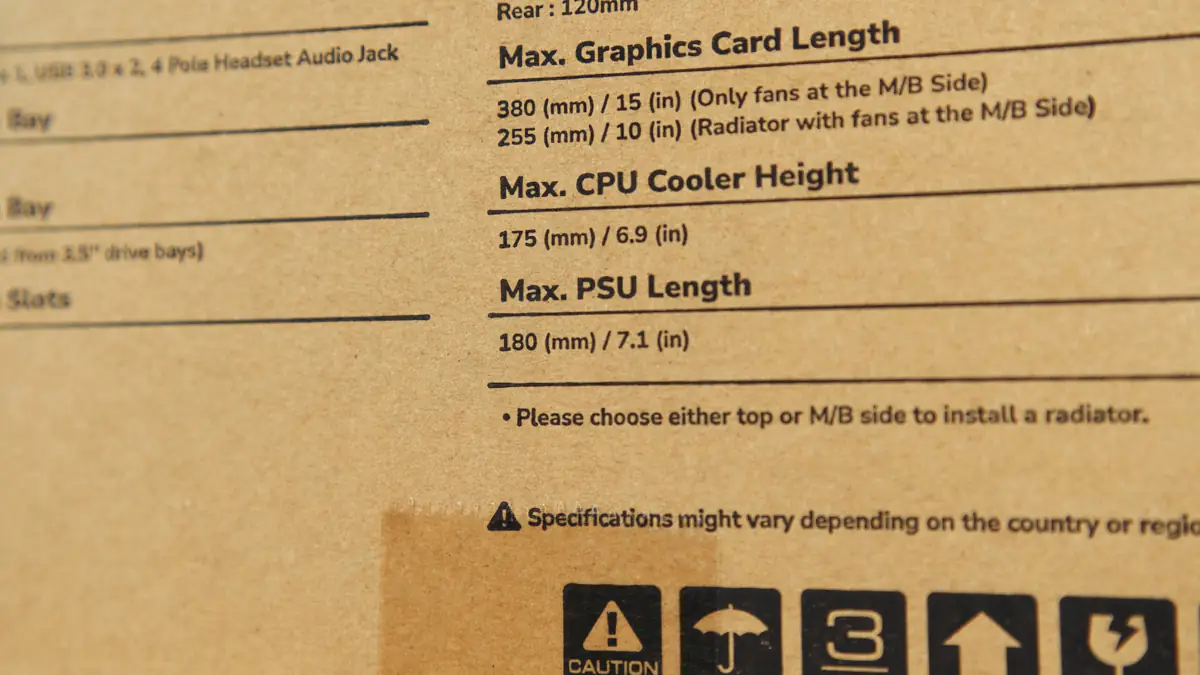 USB 3.0 x 2, 4 Pole Headset Audio Jack
Bay
Bay
from 3.5" drive bays)
Slots
Rear : 120mm
Max. Graphics Card Length
380 (mm) / 15 (in) (Only fans at the M/B Side)
255 (mm) / 10 (in) (Radiator with fans at the M/B Side)
Max. CPU Cooler Height
175 (mm) / 6.9 (in)
Max. PSU Length
180 (mm) / 7.1 (in)
• Please choose either top or M/B side to install a radiator.
Specifications might vary depending on the country or regio
CAUTION
3